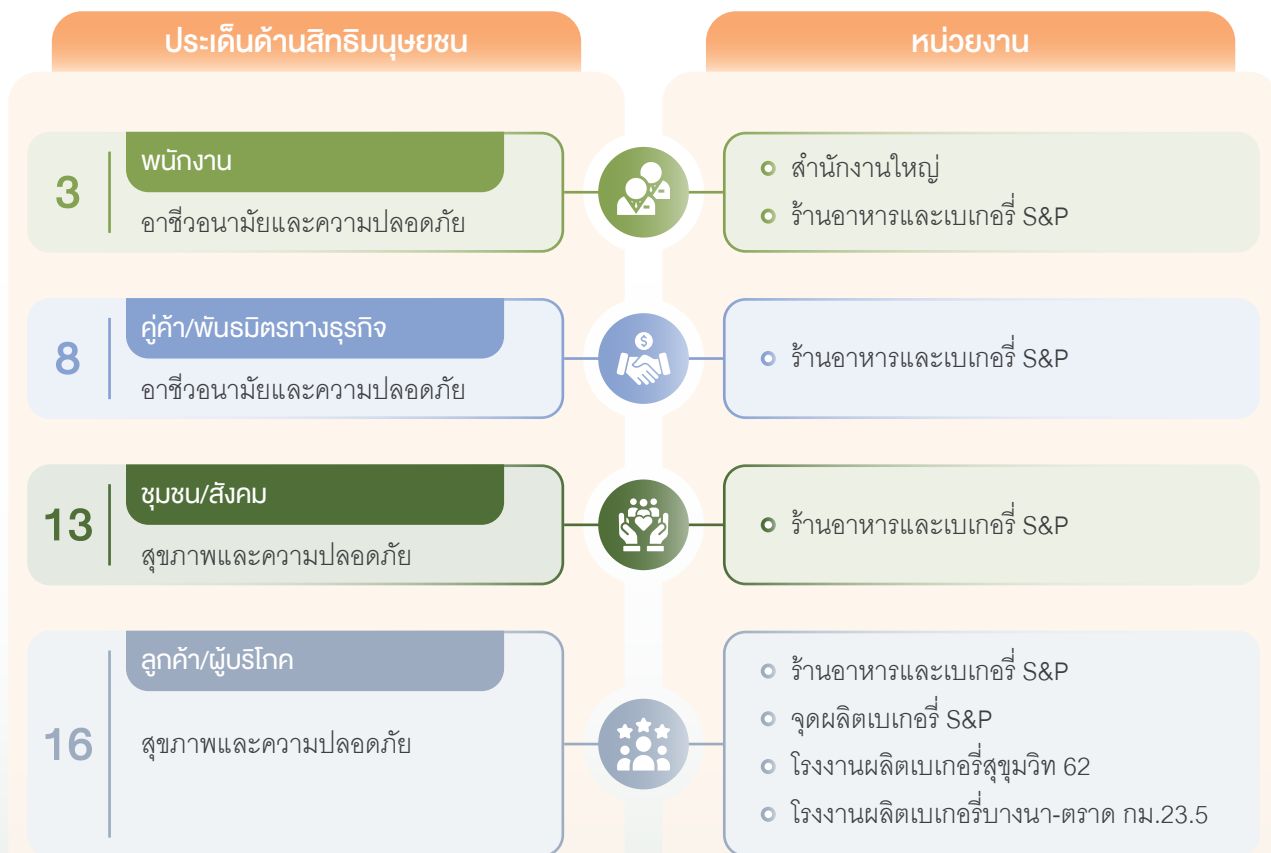 ประเด็นด้านสิทธิมนุษยชน
หน่วยงาน
3
พนักงาน
อาชีวอนามัยและความปลอดภัย
สำนักงานใหญ่
ร้านอาหารและเบเกอรี่ S&P
8
คู่ค้า/พันธมิตรทางธุรกิจ
อาชีวอนามัยและความปลอดภัย
$
ร้านอาหารและเบเกอรี่ S&P
13
ชุมชน/สังคม
สุขภาพและความปลอดภัย
ร้านอาหารและเบเกอรี่ S&P
16
ลูกค้า/ผู้บริโภค
สุขภาพและความปลอดภัย
ร้านอาหารและเบเกอรี่ S&P
จุดผลิตเบเกอรี่ S&P
โรงงานผลิตเบเกอรี่สุขุมวิท 62
โรงงานผลิตเบเกอรี่บางนา-ตราด กม.23.5